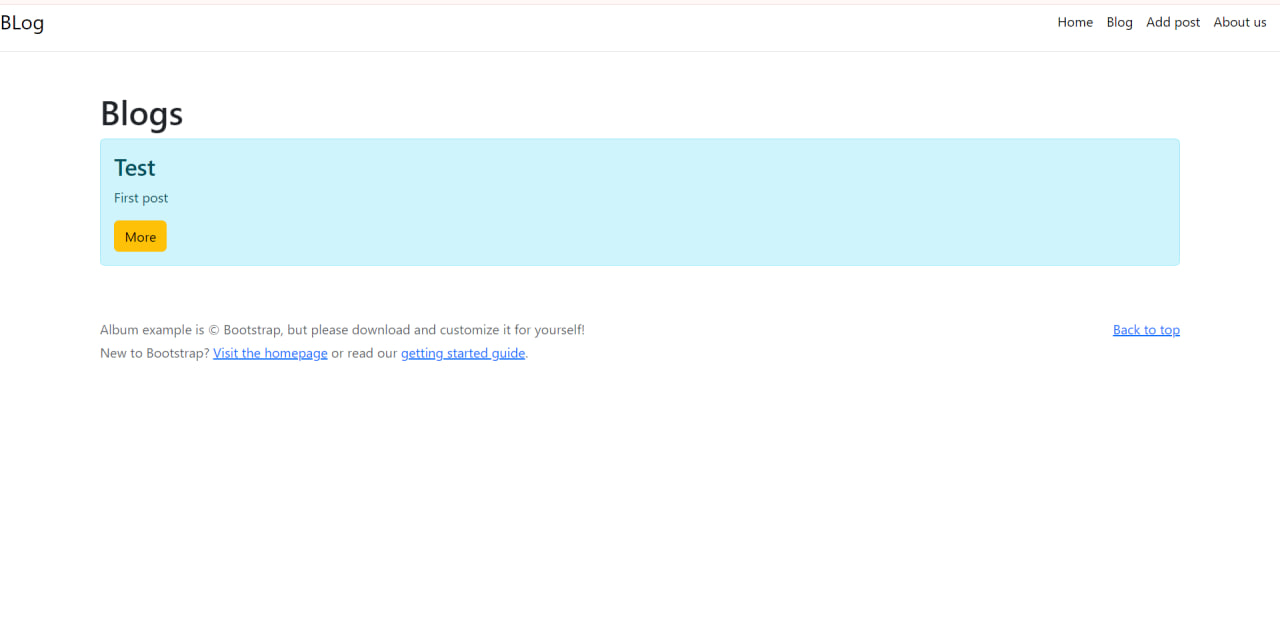 BLog
Home Blog Add post About us
Blogs
Test
First post
More
Album example is © Bootstrap, but please download and customize it for yourself!
Back to top
New to Bootstrap? Visit the homepage or read our getting started guide.